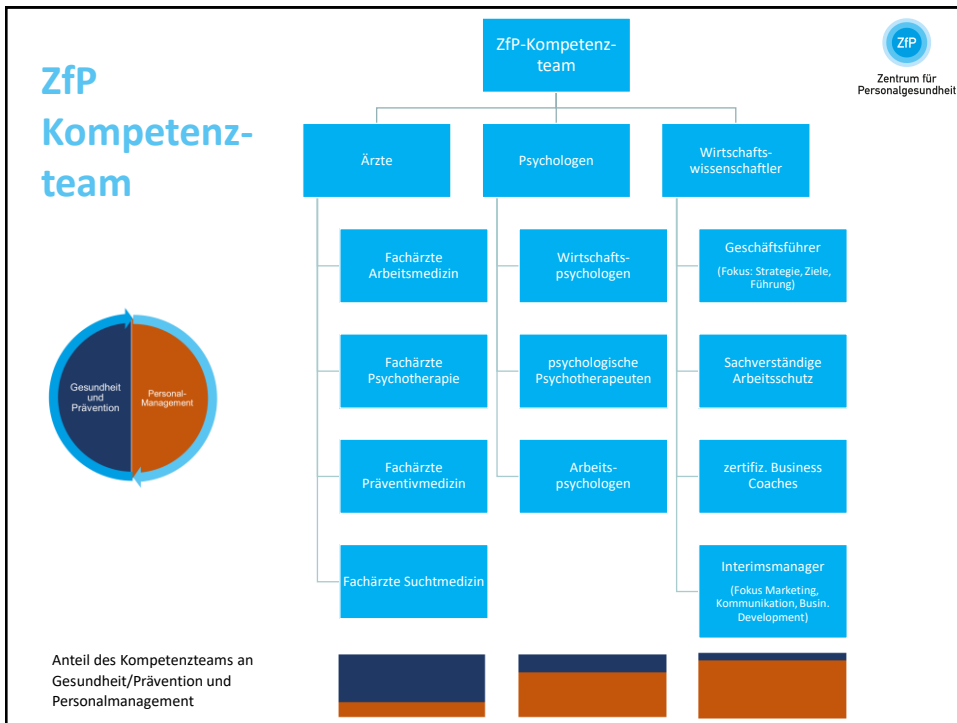 ZfP
Kompetenz-
team
ZfP-Kompetenz-
team
ZfP
Zentrum für
Personalgesundheit
Ärzte
Psychologen
Wirtschafts-
wissenschaftler
Fachärzte
Arbeitsmedizin
Wirtschafts-
psychologen
Geschäftsführer
(Fokus: Strategie, Ziele,
Führung)
Fachärzte
Psychotherapie
psychologische
Psychotherapeuten
Sachverständige
Arbeitsschutz
Gesundheit
und
Prävention
Personal-
Management
Fachärzte
Präventivmedizin
Arbeits-
psychologen
zertifiz. Business
Coaches
Fachärzte Suchtmedizin
Interimsmanager
(Fokus Marketing,
Kommunikation, Busin.
Development)
Anteil des Kompetenzteams an
Gesundheit/Prävention und
Personalmanagement